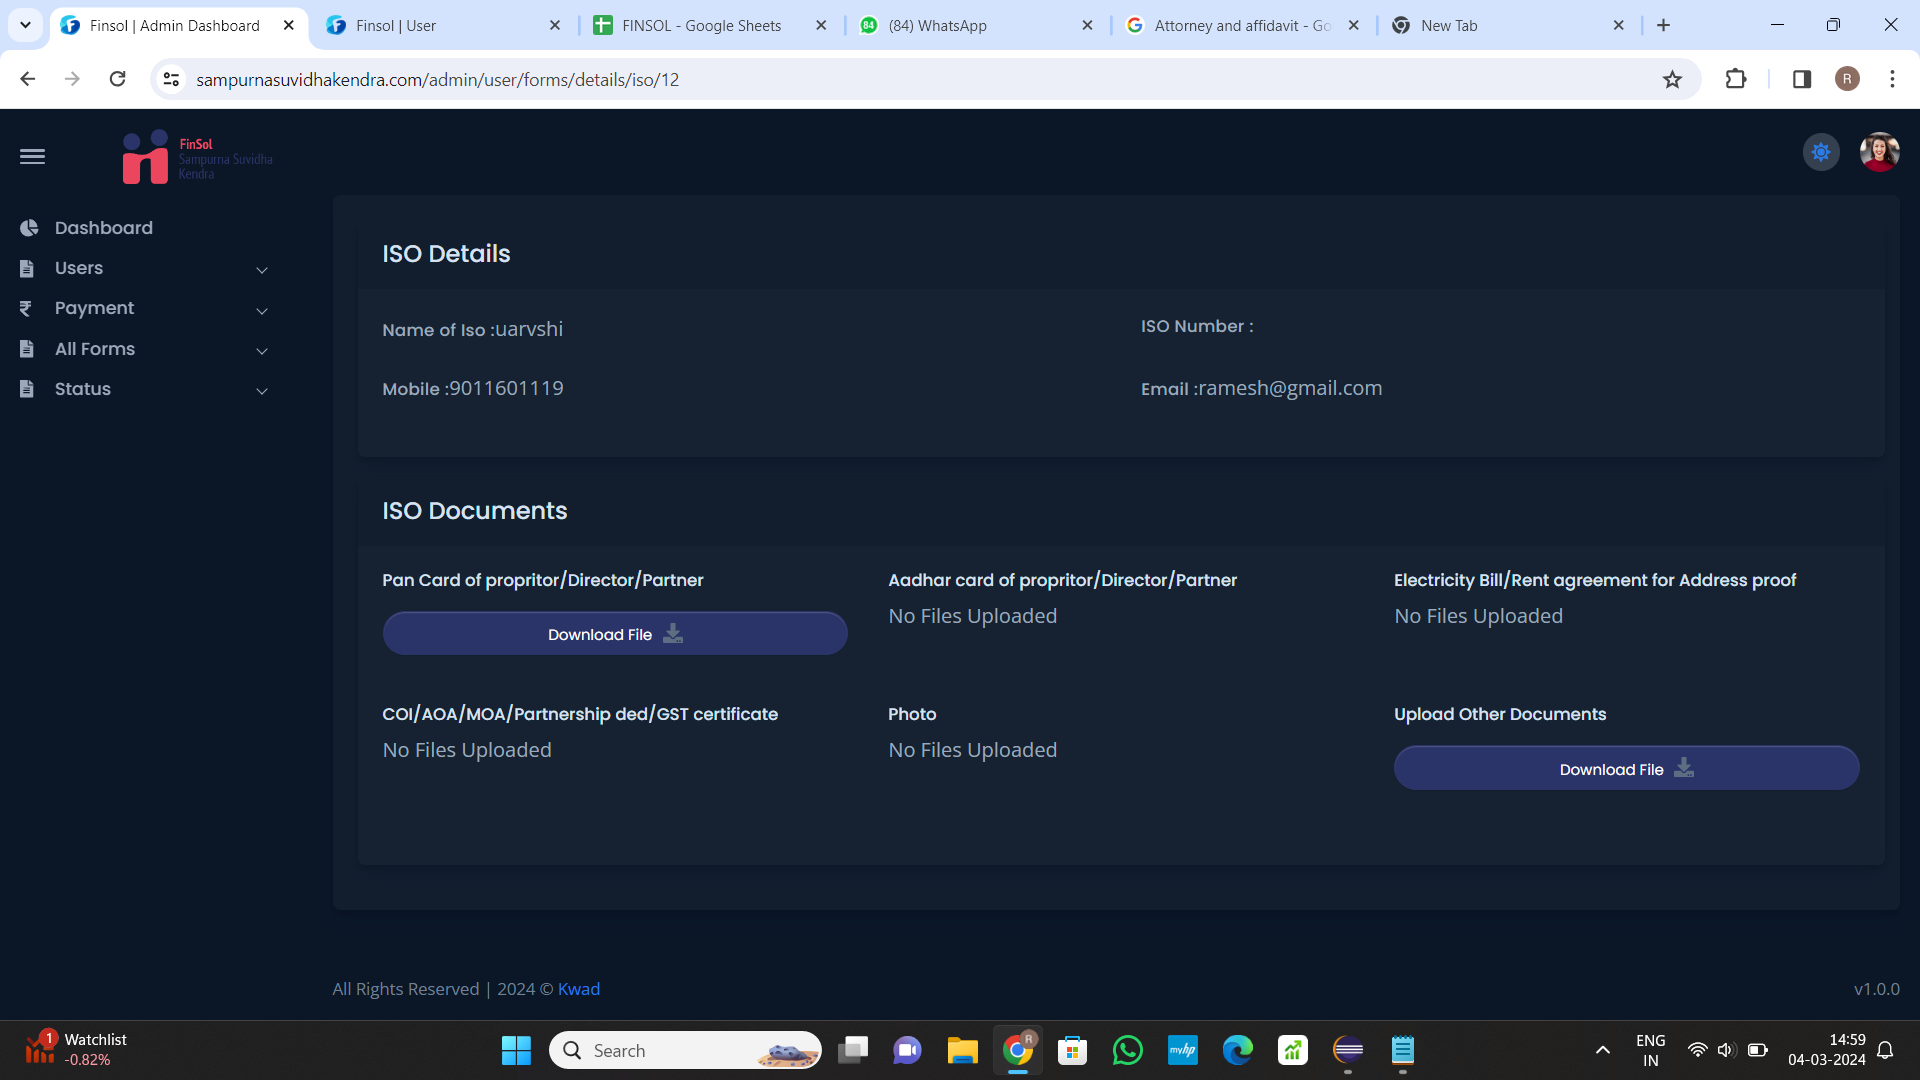 Finsol | Admin Dashboard
Finsol | User
FINSOL - Google Sheets
84
(84) WhatsApp
Attorney and affidavit - Go
New Tab
sampurnasuvidhakendra.com/admin/user/forms/details/iso/12
R
FinSol
Sampurna Suvidha
Kendra
Dashboard
Users
Payment
All Forms
Status
ISO Details
Name of Iso :uarvshi
ISO Number :
Mobile :9011601119
Email :ramesh@gmail.com
ISO Documents
Pan Card of propritor/Director/Partner
Aadhar card of propritor/Director/Partner
Electricity Bill/Rent agreement for Address proof
Download File
No Files Uploaded
No Files Uploaded
COI/AOA/MOA/Partnership ded/GST certificate
Photo
Upload Other Documents
No Files Uploaded
No Files Uploaded
Download File
All Rights Reserved | 2024 © Kwad
v1.0.0
1
Watchlist
-0.82%
Search
R
myhp
ENG
IN
14:59
04-03-2024